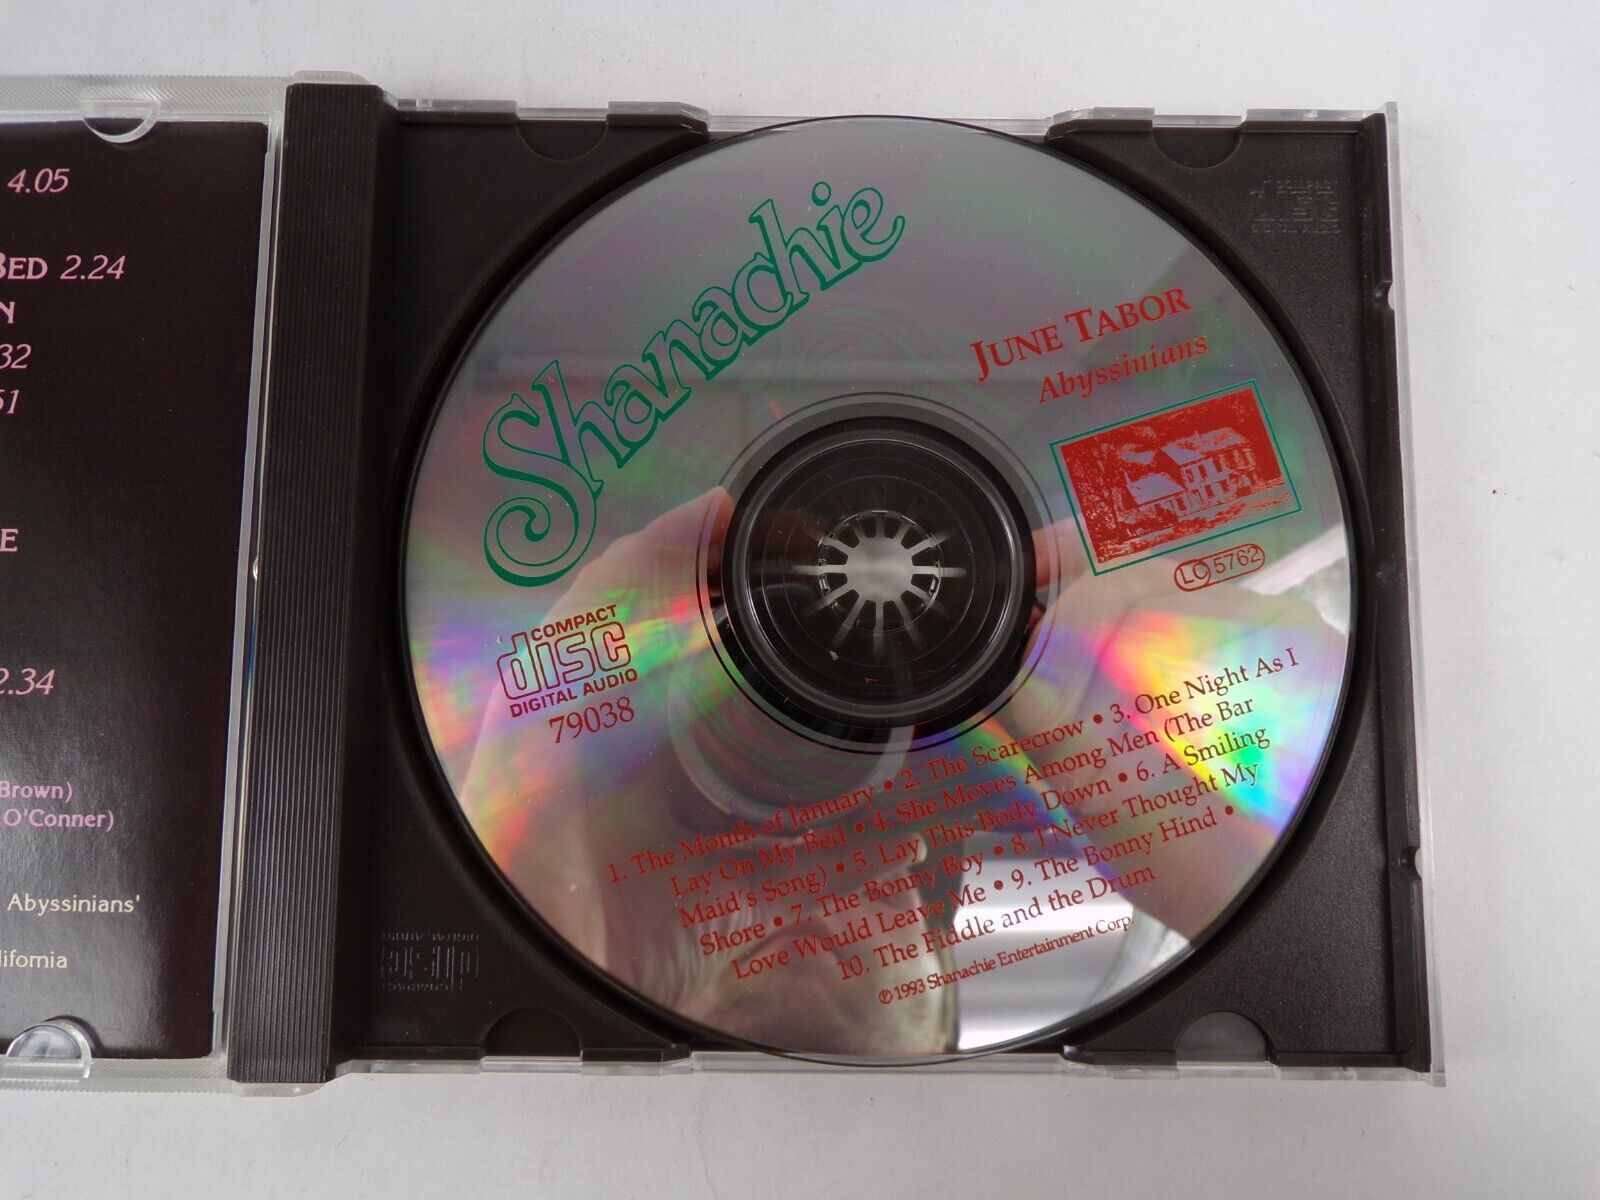 4.05
BED 2.24
N
32
51
E
2.34
Brown)
O'Conner)
Abyssinians'
lifornia
Shanachie
JUNE TABOR
Abyssinians
LC 5762
COMPACT
disc
DIGITAL AUDIO
79038
1. The Month of January • 2. The Scarecrow • 3. One Night As I
Lay On My Bed • 4. She Moves Among Men (The Bar
Maid's Song) • 5. Lay This Body Down • 6. A Smiling
Shore • 7. The Bonny Boy • 8. I Never Thought My
Love Would Leave Me • 9. The Bonny Hind •
10. The Fiddle and the Drum
℗ 1993 Shanachie Entertainment Corp.